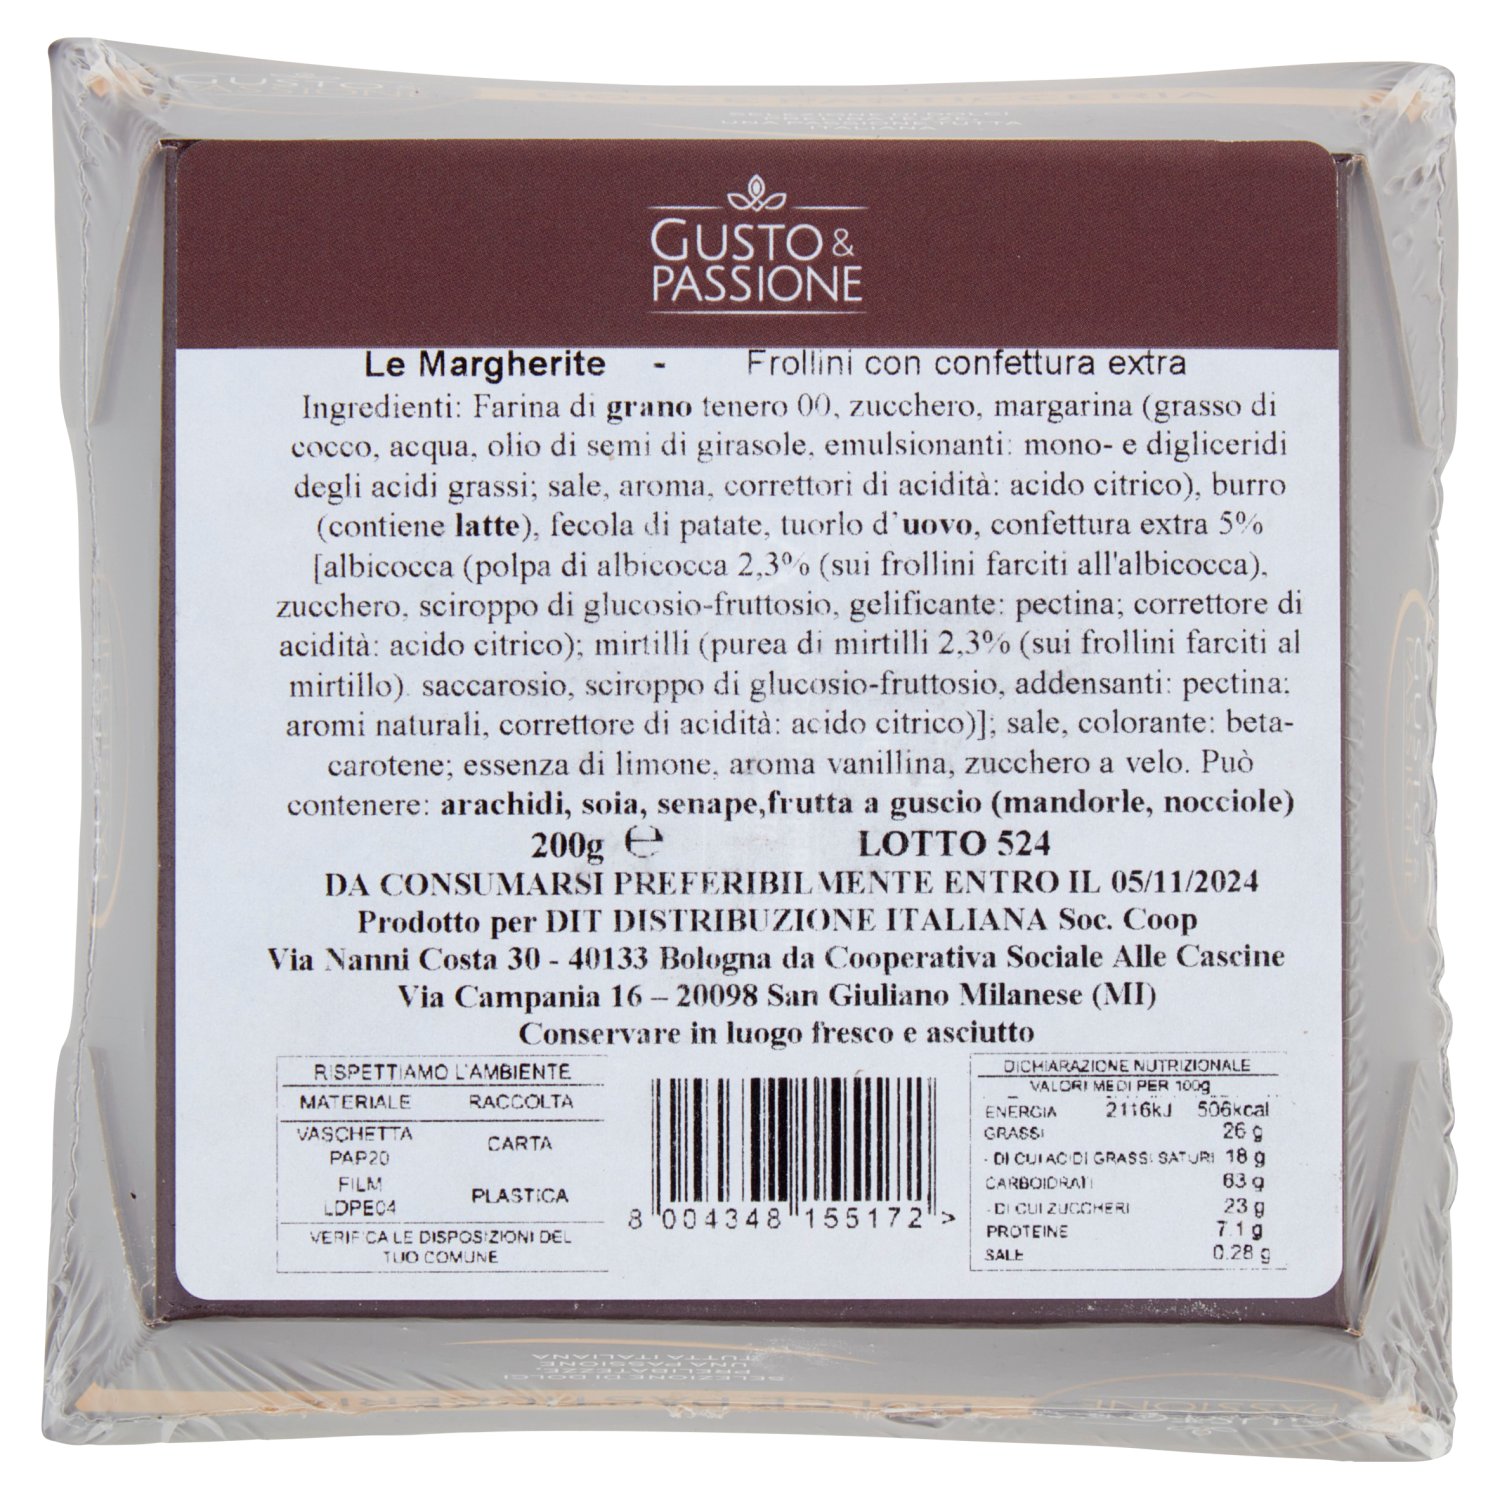 GUSTO &
PASSIONE
Le Margherite - Frollini con confettura extra
Ingredienti: Farina di grano tenero 00, zucchero, margarina (grasso di
cocco, acqua, olio di semi di girasole, emulsionanti: mono- e digliceridi
degli acidi grassi; sale, aroma, correttori di acidità: acido citrico), burro
(contiene latte), fecola di patate, tuorlo d'uovo, confettura extra 5%
[albicocca (polpa di albicocca 2,3% (sui frollini farciti all'albicocca),
zucchero, sciroppo di glucosio-fruttosio, gelificante: pectina; correttore di
acidità: acido citrico); mirtilli (purea di mirtilli 2,3% (sui frollini farciti al
mirtillo). saccarosio, sciroppo di glucosio-fruttosio, addensanti: pectina;
aromi naturali, correttore di acidità: acido citrico)]; sale, colorante: beta-
carotene; essenza di limone, aroma vanillina, zucchero a velo. Può
contenere: arachidi, soia, senape,frutta a guscio (mandorle, nocciole)
200g ℮ LOTTO 524
DA CONSUMARSI PREFERIBILMENTE ENTRO IL 05/11/2024
Prodotto per DIT DISTRIBUZIONE ITALIANA Soc. Coop
Via Nanni Costa 30 - 40133 Bologna da Cooperativa Sociale Alle Cascine
Via Campania 16 – 20098 San Giuliano Milanese (MI)
Conservare in luogo fresco e asciutto
RISPETTIAMO L'AMBIENTE
MATERIALE RACCOLTA
VASCHETTA
PAP20 CARTA
FILM
LDPE04 PLASTICA
VERIFICA LE DISPOSIZIONI DEL
TUO COMUNE
8 004348 155172 >
DICHIARAZIONE NUTRIZIONALE
VALORI MEDI PER 100g
ENERGIA 2116kJ 506kcal
GRASSI 26 g
- DI CUI ACIDI GRASSI SATURI 18 g
CARBOIDRATI 63 g
- DI CUI ZUCCHERI 23 g
PROTEINE 7.1 g
SALE 0.28 g
SELEZIONE DI DOLCI
PRELIBATEZZE,
UNA PASSIONE
TUTTA ITALIANA